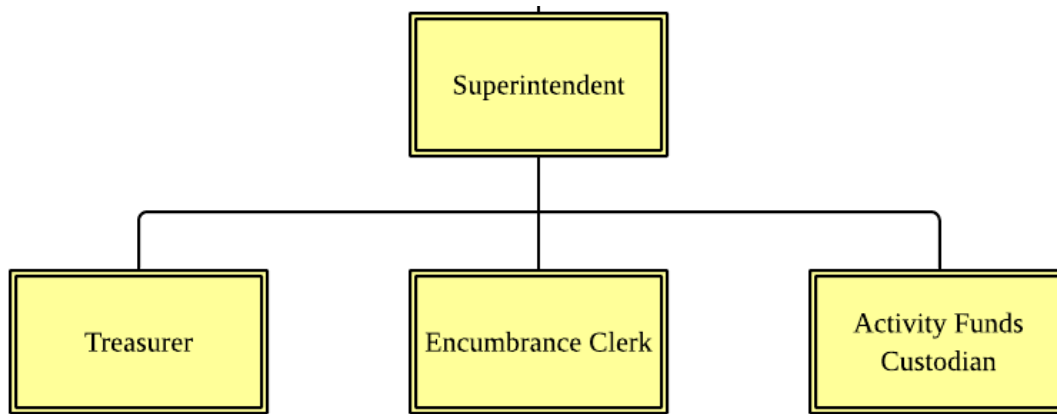 Superintendent
Treasurer
Encumbrance Clerk
Activity Funds
Custodian